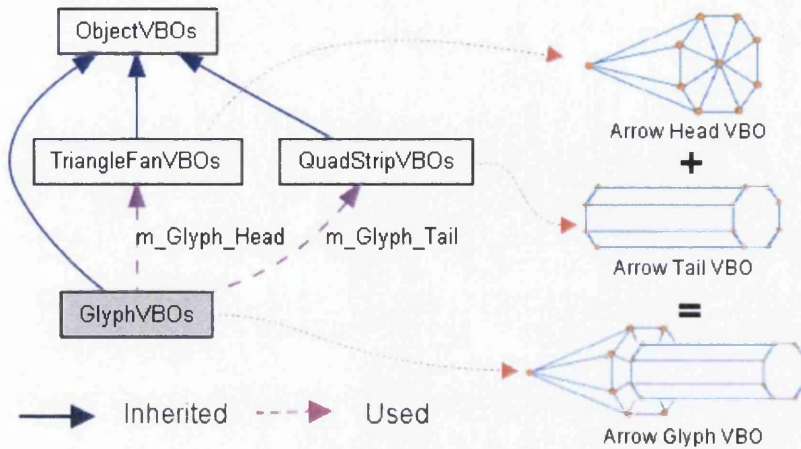 ObjectVBOs
TriangleFanVBOs
QuadStripVBOs
m_Glyph_Head
m_Glyph_Tail
GlyphVBOs
Inherited
Used
Arrow Head VBO
+
Arrow Tail VBO
=
Arrow Glyph VBO